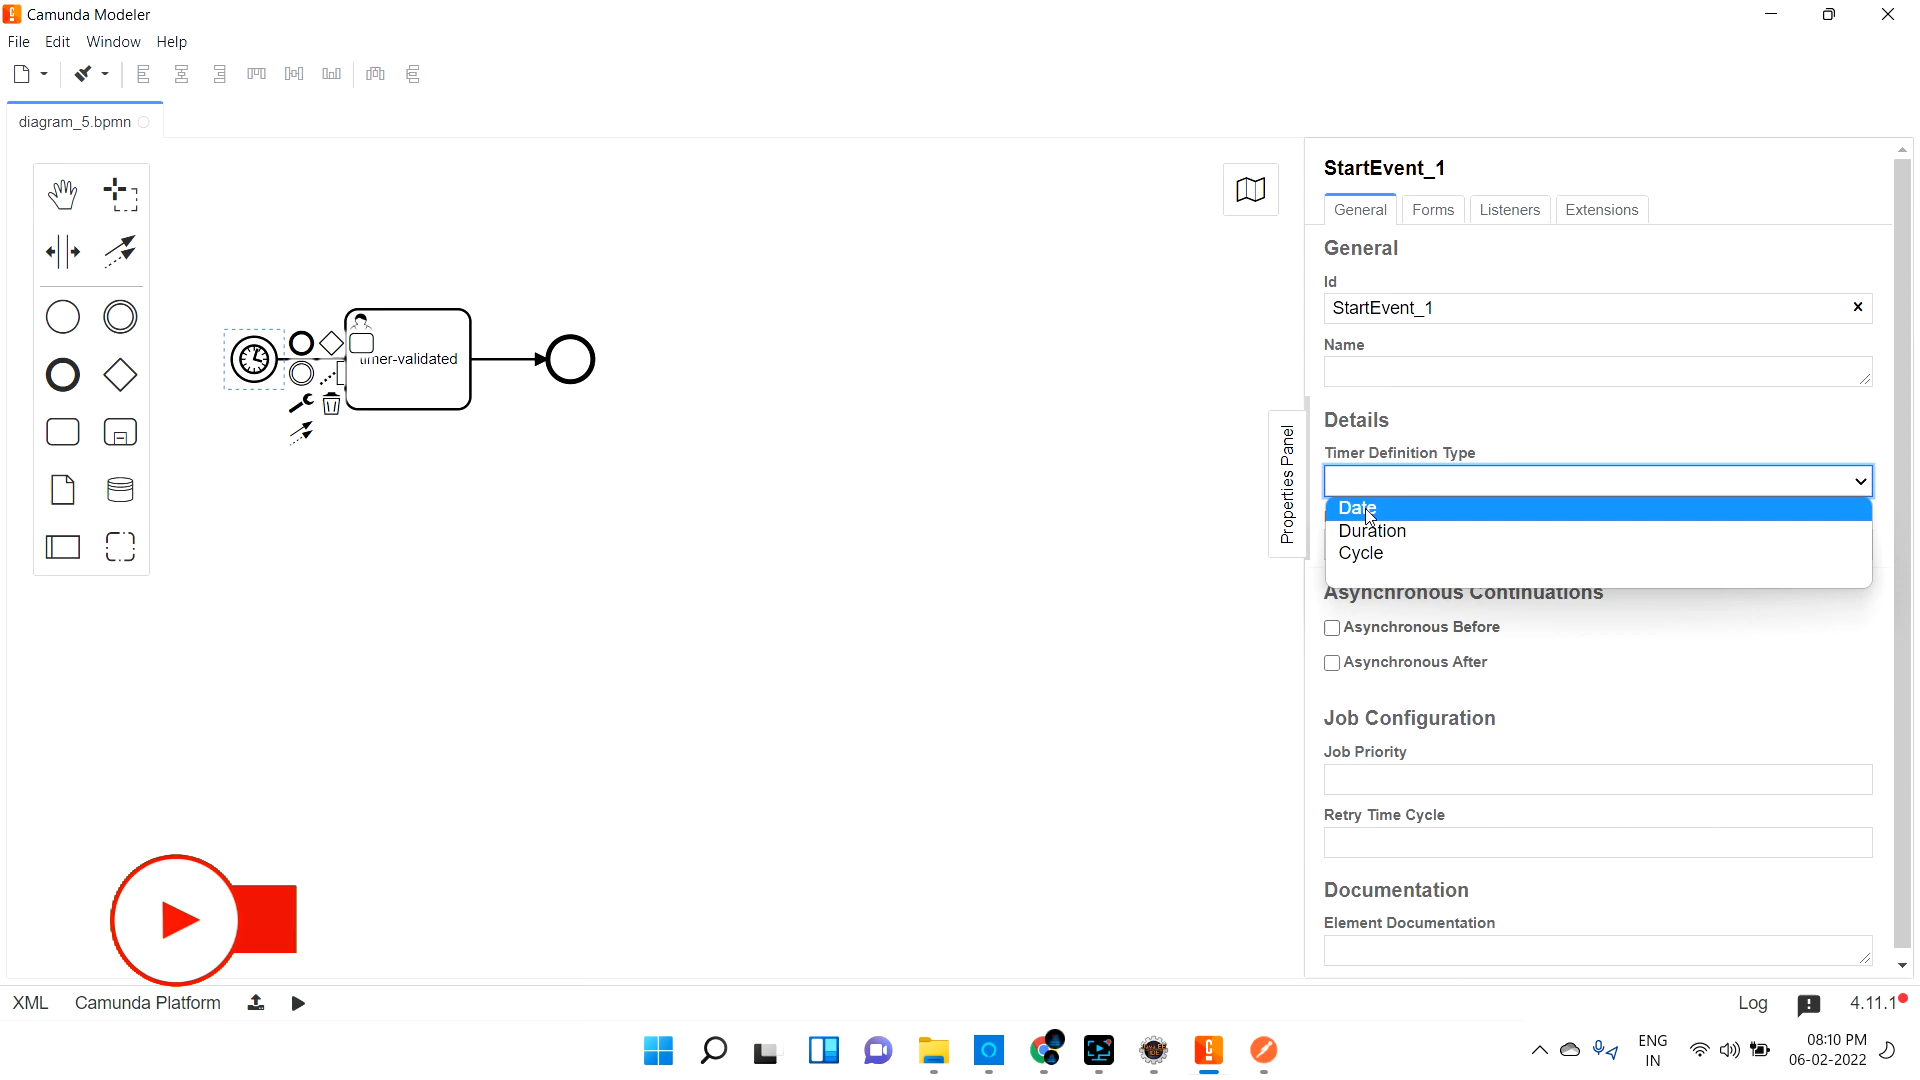 Camunda Modeler
File Edit Window Help
diagram_5.bpmn
StartEvent_1
General Forms Listeners Extensions
General
Id
StartEvent_1
Name
timer-validated
Details
Timer Definition Type
Properties Panel
Date
Duration
Cycle
Asynchronous Continuations
Asynchronous Before
Asynchronous After
Job Configuration
Job Priority
Retry Time Cycle
Documentation
Element Documentation
XML Camunda Platform Log 4.11.1
ENG 08:10 PM
IN 06-02-2022